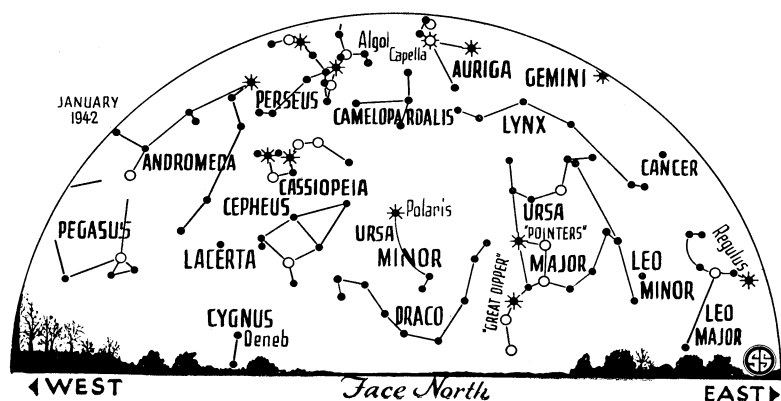 Algol
Capella
AURIGA
GEMINI
JANUARY
1942
PERSEUS
CAMELOPARDALIS
LYNX
ANDROMEDA
CANCER
CASSIOPEIA
CEPHEUS
Polaris
URSA
MINOR
URSA
"POINTERS"
MAJOR
PEGASUS
LACERTA
Regulus
LEO
MINOR
"GREAT DIPPER"
DRACO
CYGNUS
Deneb
LEO
MAJOR
SS
WEST
Face North
EAST